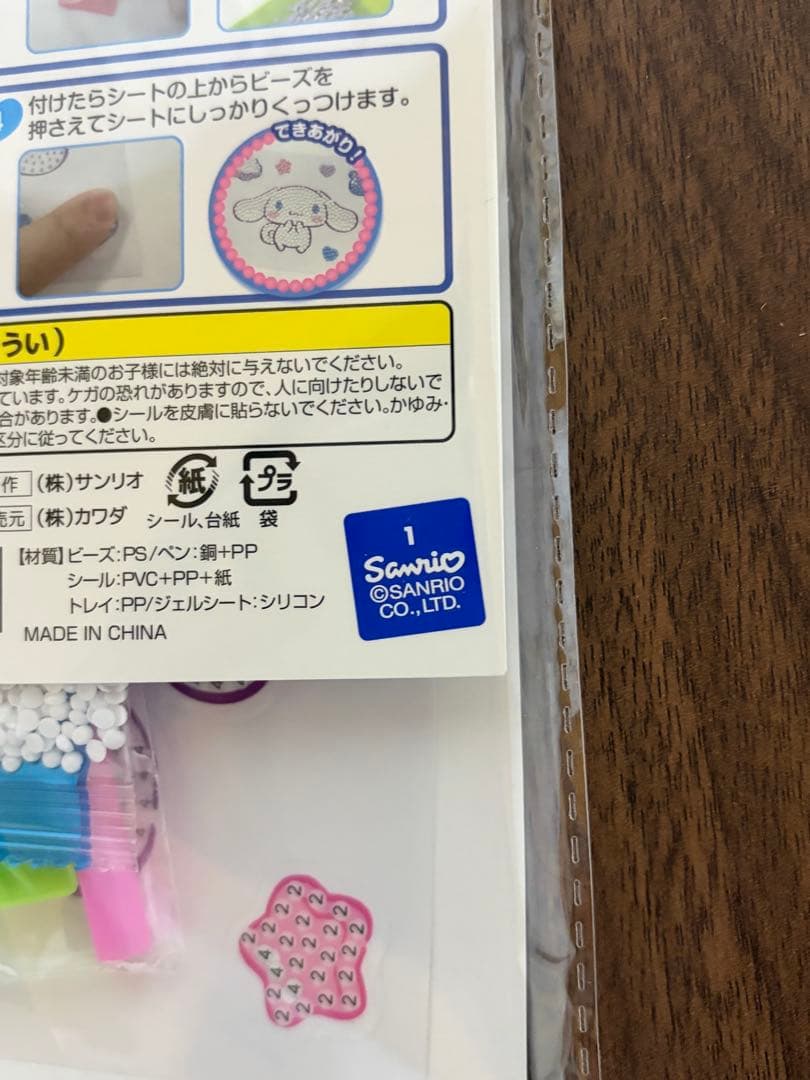 付けたらシートの上からビーズを
押さえてシートにしっかりくっつけます。
できあがり!
うい)
対象年齢未満のお子様には絶対に与えないでください。
ています。ケガの恐れがありますので、人に向けたりしないで
合があります。●シールを皮膚に貼らないでください。かゆみ・
区分に従ってください。
作 (株)サンリオ
売元 (株)カワダ
紙
プラ
シール、台紙 袋
【材質】ビーズ:PS/ペン:銅+PP
シール:PVC+PP+紙
トレイ:PP/ジェルシート:シリコン
MADE IN CHINA
1
Sanrio
©SANRIO
CO.,LTD.